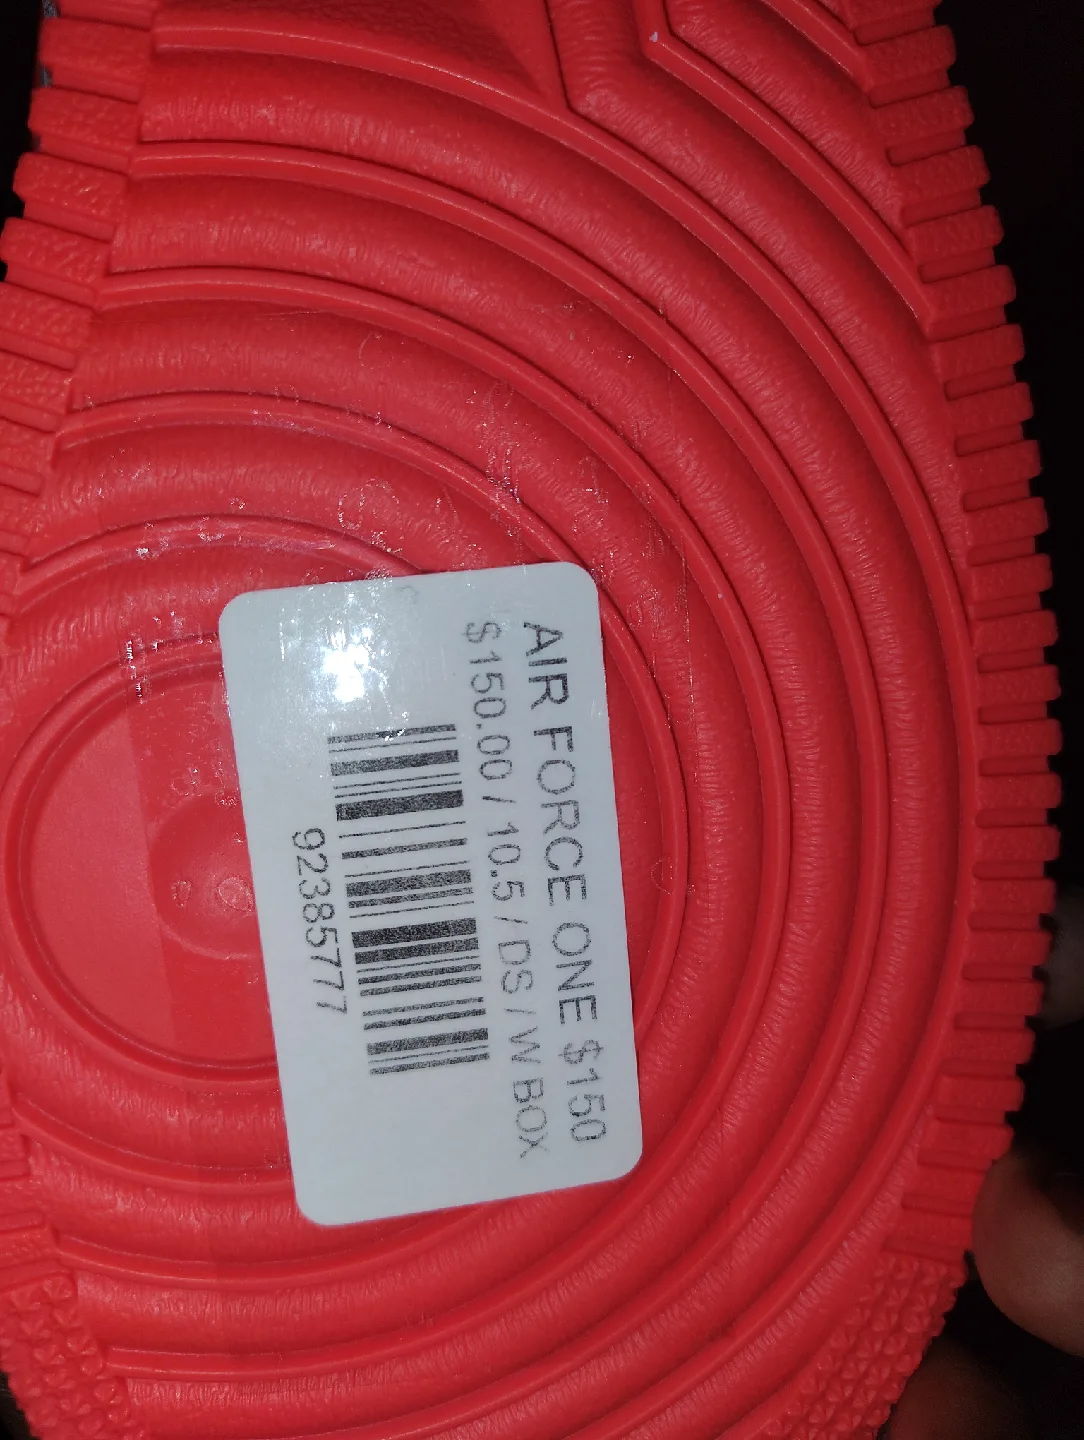 AIR FORCE ONE $150
$150.00 / 10.5 / DS / W BOX
92385777